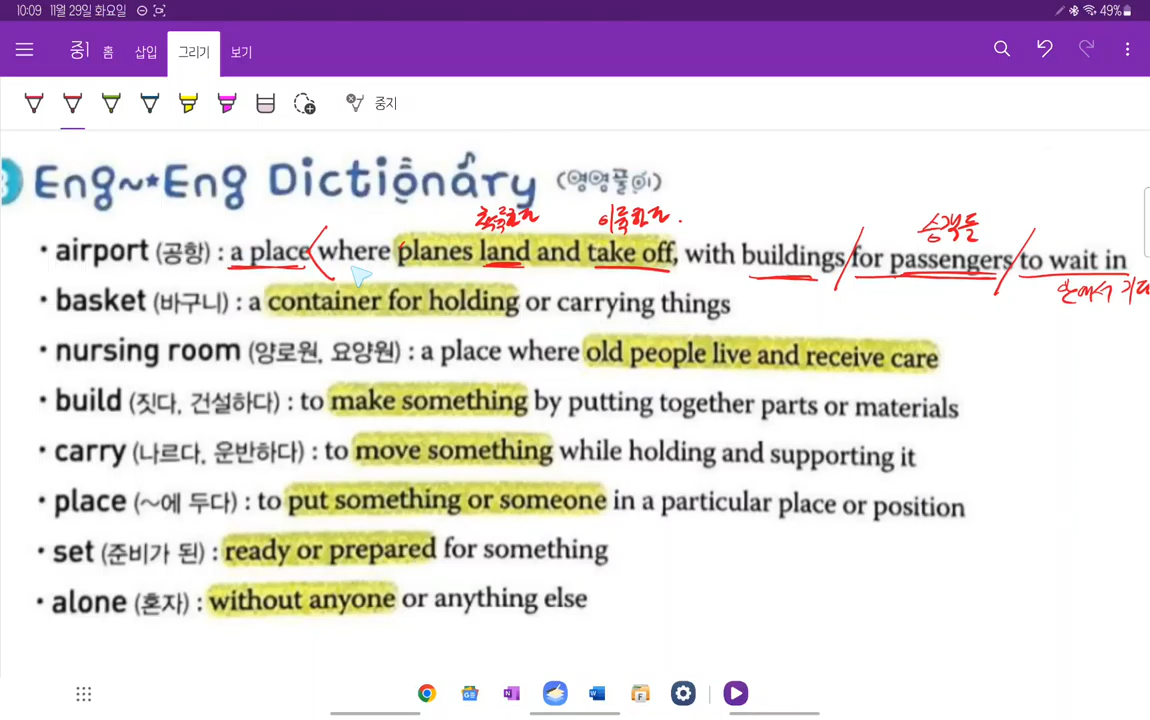 10:09 11월 29일 화요일 49%
중1 홈 삽입 그리기 보기
중지
Eng~*Eng Dictionary (영영풀이)
착륙하고 이륙한다. 승객들
• airport (공항) : a place where planes land and take off, with buildings for passengers to wait in
안에서 기다
• basket (바구니) : a container for holding or carrying things
• nursing room (양로원, 요양원) : a place where old people live and receive care
• build (짓다, 건설하다) : to make something by putting together parts or materials
• carry (나르다, 운반하다) : to move something while holding and supporting it
• place (~에 두다) : to put something or someone in a particular place or position
• set (준비가 된) : ready or prepared for something
• alone (혼자) : without anyone or anything else